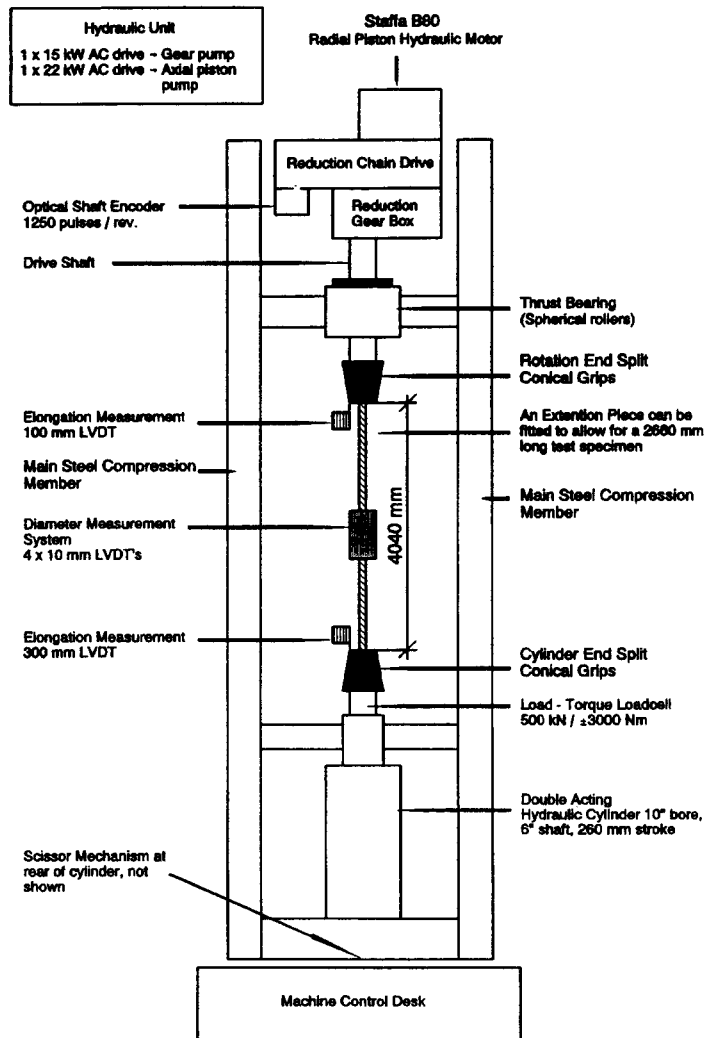 Hydraulic Unit
1 x 15 kW AC drive - Gear pump
1 x 22 kW AC drive - Axial piston
pump
Staffa B80
Radial Piston Hydraulic Motor
Reduction Chain Drive
Reduction
Gear Box
Optical Shaft Encoder
1250 pulses / rev.
Drive Shaft
Thrust Bearing
(Spherical rollers)
Rotation End Split
Conical Grips
Elongation Measurement
100 mm LVDT
An Extention Piece can be
fitted to allow for a 2660 mm
long test specimen
Main Steel Compression
Member
Main Steel Compression
Member
Diameter Measurement
System
4 x 10 mm LVDT's
4040 mm
Elongation Measurement
300 mm LVDT
Cylinder End Split
Conical Grips
Load - Torque Loadcell
500 kN / ±3000 Nm
Double Acting
Hydraulic Cylinder 10" bore,
6" shaft, 260 mm stroke
Scissor Mechanism at
rear of cylinder, not
shown
Machine Control Desk